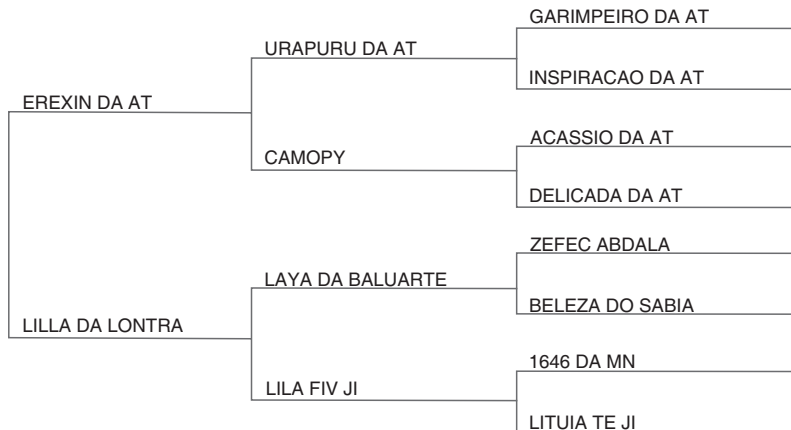 GARIMPEIRO DA AT
URAPURU DA AT
INSPIRACAO DA AT
EREXIN DA AT
ACASSIO DA AT
CAMOPY
DELICADA DA AT
ZEFEC ABDALA
LAYA DA BALUARTE
BELEZA DO SABIA
LILLA DA LONTRA
1646 DA MN
LILA FIV JI
LITUIA TE JI